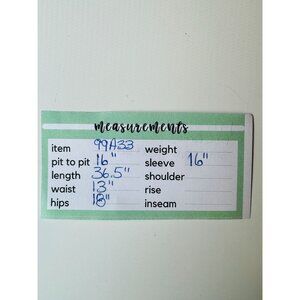 measurements
item 99A33 weight
pit to pit 16" sleeve 16"
length 36.5" shoulder
waist 13" rise
hips 18" inseam